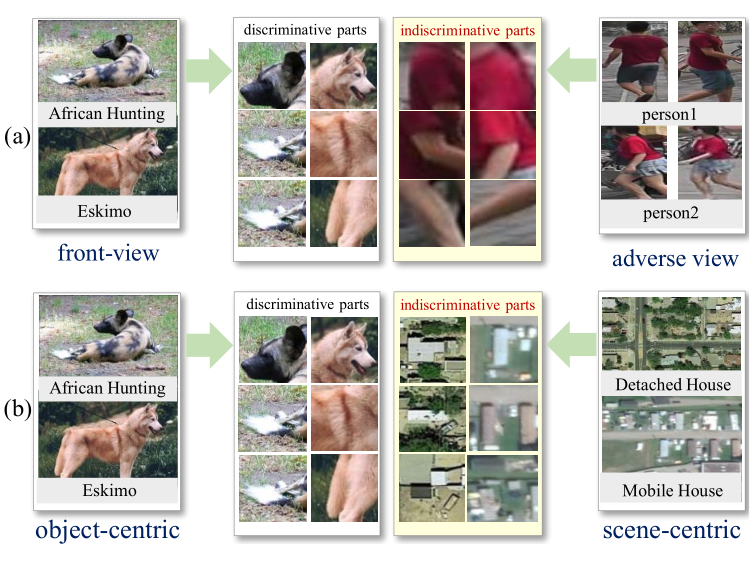 (a)
African Hunting
Eskimo
front-view
discriminative parts
indiscriminative parts
person1
person2
adverse view
(b)
African Hunting
Eskimo
object-centric
discriminative parts
indiscriminative parts
Detached House
Mobile House
scene-centric